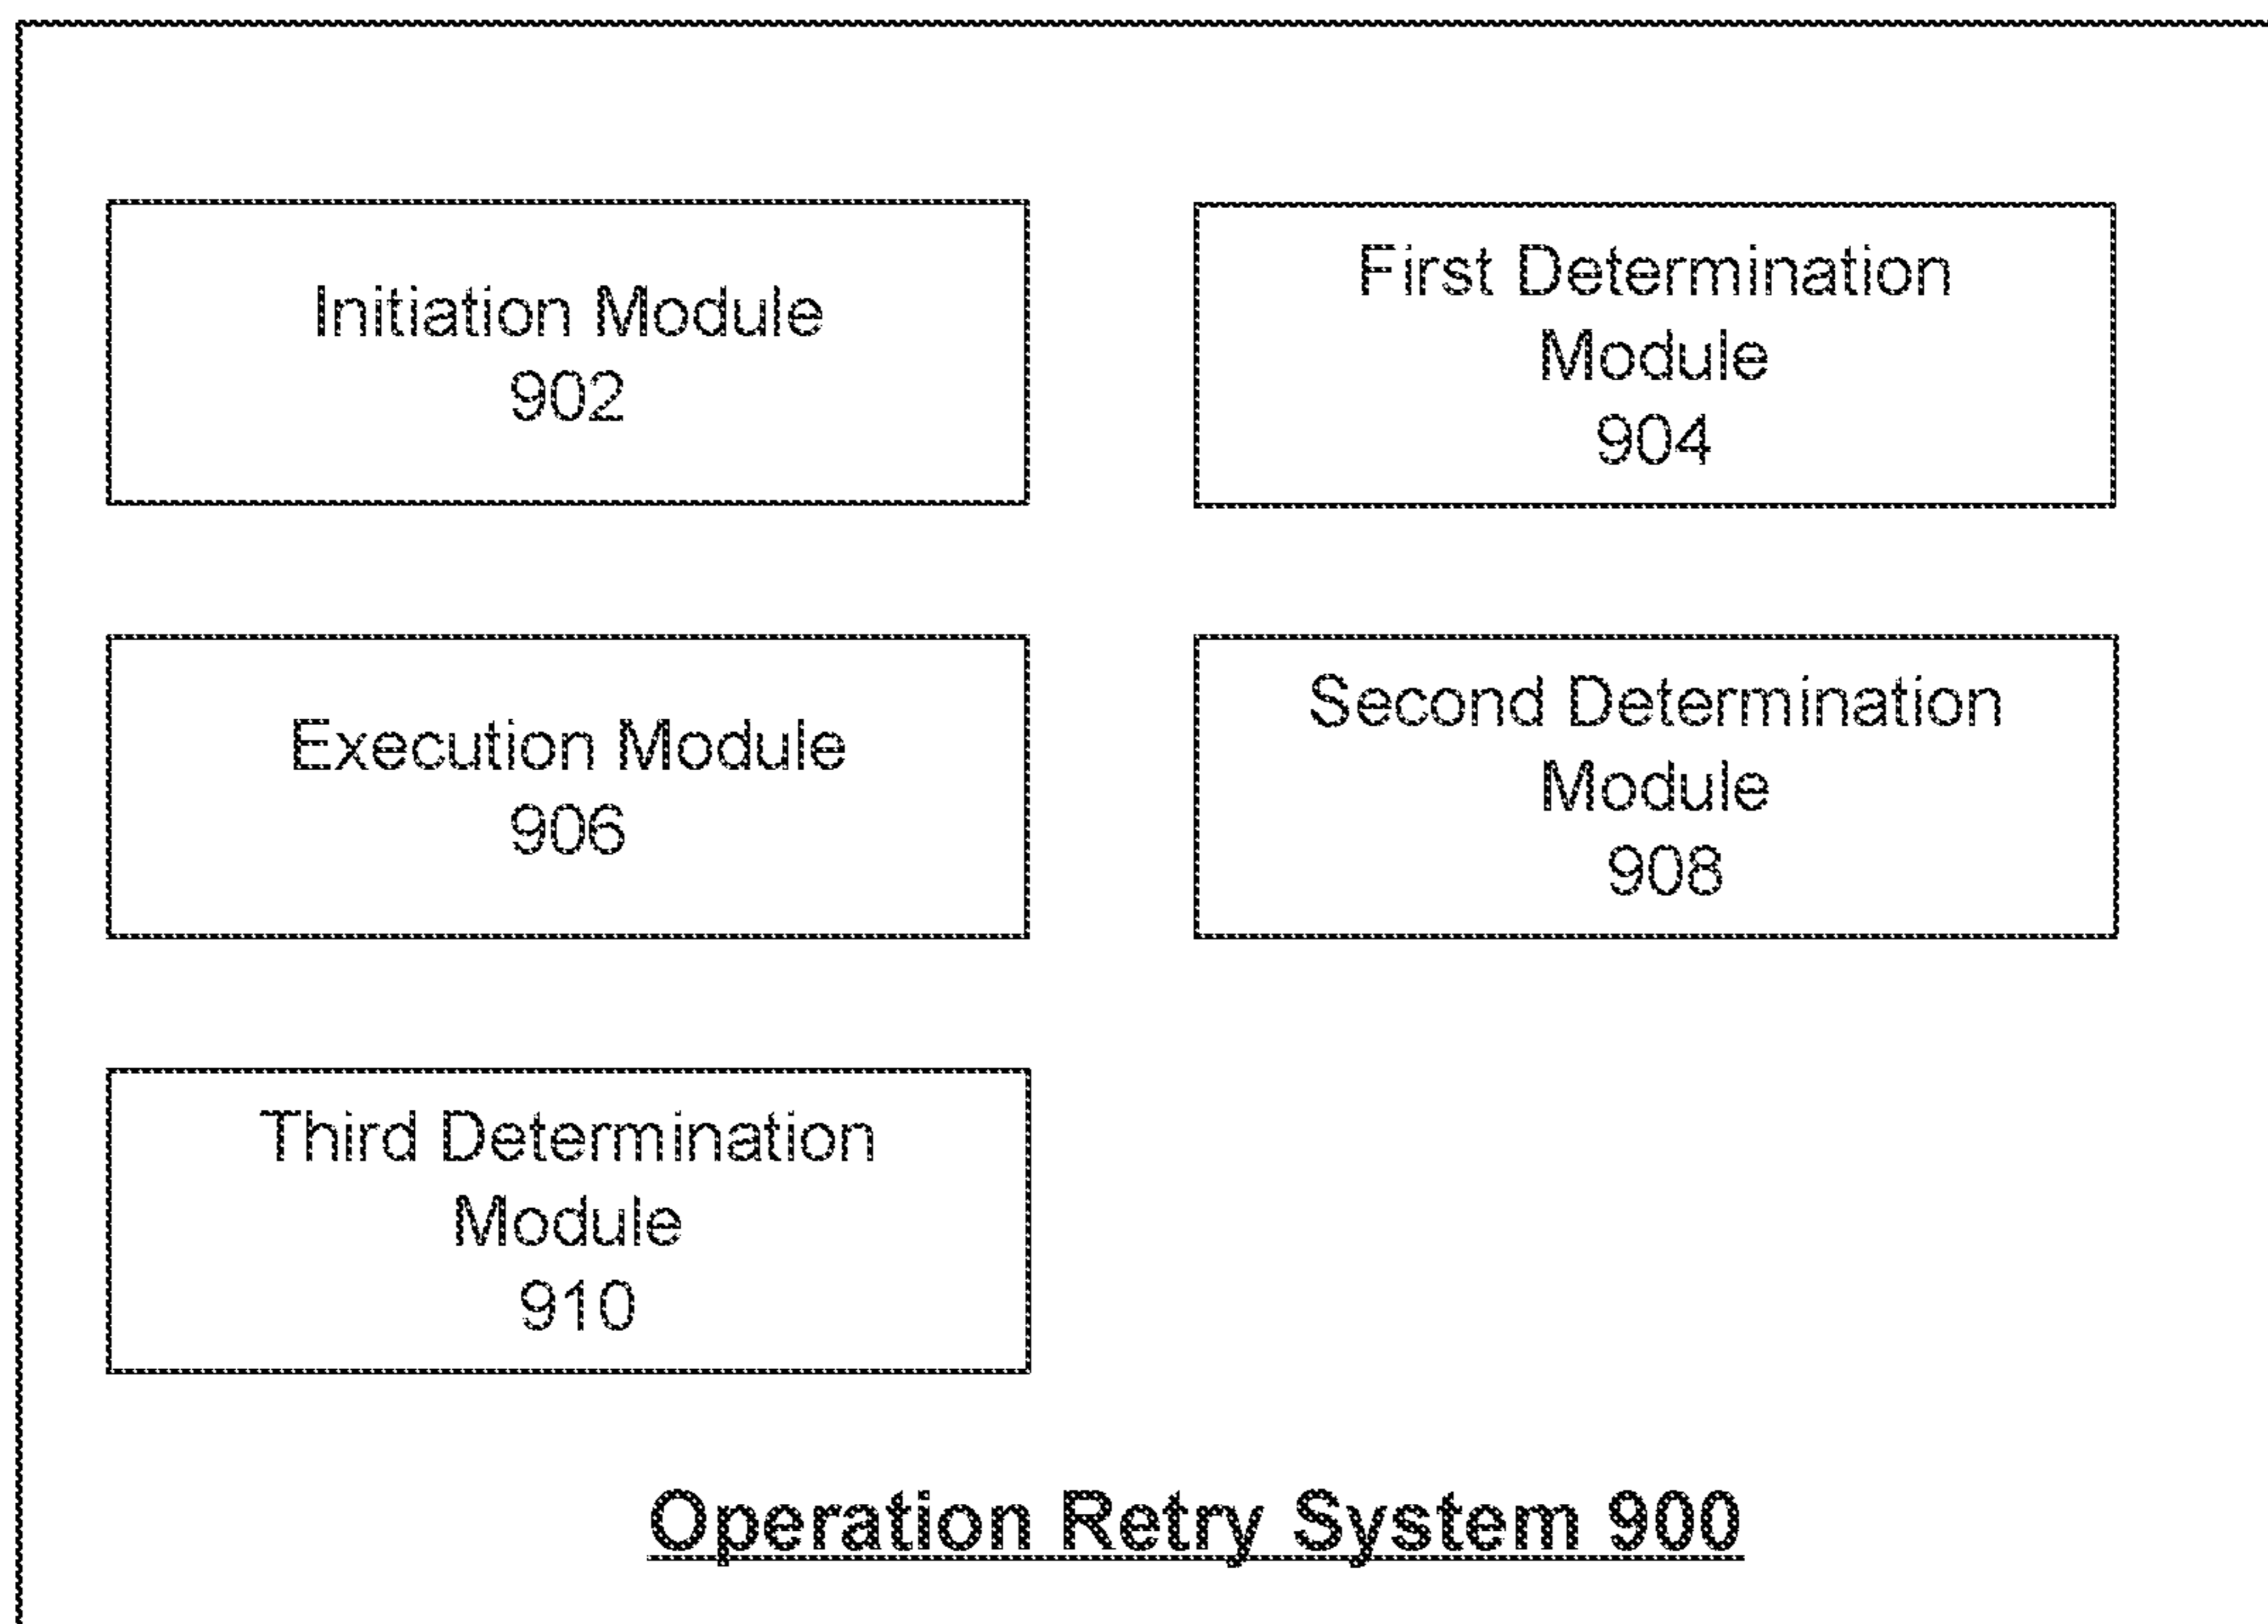 Initiation Module
902
First Determination
Module
904
Execution Module
906
Second Determination
Module
908
Third Determination
Module
910
Operation Retry System 900